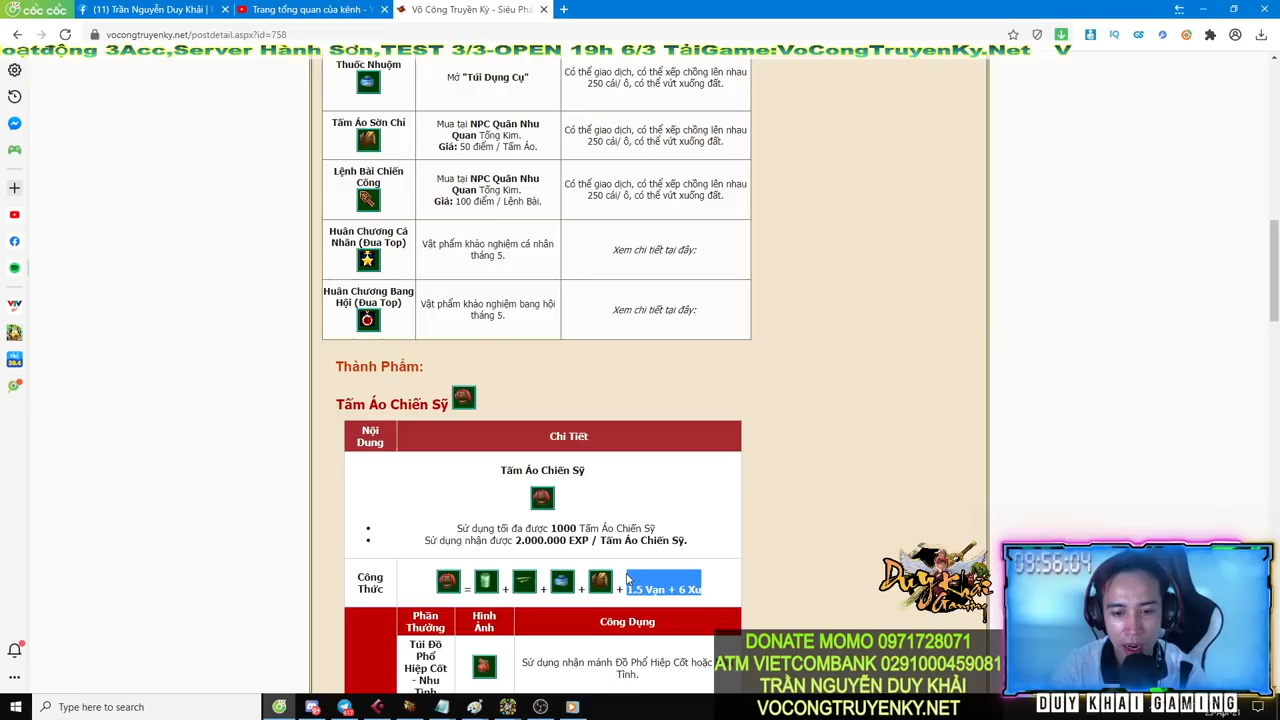 CỐC CỐC
(11) Trần Nguyễn Duy Khải |
Trang tổng quan của kênh - Y
Võ Công Truyền Kỳ - Siêu Phẩ
vocongtruyenky.net/postdetail.aspx?id=758
oạtđộng 3Acc,Server Hành Sơn,TEST 3/3-OPEN 19h 6/3 TảiGame:VoCongTruyenKy.Net V
Thuốc Nhuộm
Mở "Túi Dụng Cụ"
Có thể giao dịch, có thể xếp chồng lên nhau
250 cái/ ô, có thể vứt xuống đất.
Tấm Áo Sờn Chỉ
Mua tại NPC Quân Nhu
Quan Tống Kim.
Giá: 50 điểm / Tấm Áo.
Có thể giao dịch, có thể xếp chồng lên nhau
250 cái/ ô, có thể vứt xuống đất.
Lệnh Bài Chiến
Công
Mua tại NPC Quân Nhu
Quan Tống Kim.
Giá: 100 điểm / Lệnh Bài.
Có thể giao dịch, có thể xếp chồng lên nhau
250 cái/ ô, có thể vứt xuống đất.
Huân Chương Cá
Nhân (Đua Top)
Vật phẩm khảo nghiệm cá nhân
tháng 5.
Xem chi tiết tại đây:
Huân Chương Bang
Hội (Đua Top)
Vật phẩm khảo nghiệm bang hội
tháng 5.
Xem chi tiết tại đây:
Thành Phẩm:
Tấm Áo Chiến Sỹ
Nội
Dung
Chi Tiết
Tấm Áo Chiến Sỹ
Sử dụng tối đa được 1000 Tấm Áo Chiến Sỹ
Sử dụng nhận được 2.000.000 EXP / Tấm Áo Chiến Sỹ.
Công
Thức
= + + + + 1.5 Vạn + 6 Xu
Phần
Thưởng
Hình
Ảnh
Công Dụng
Túi Đồ
Phổ
Hiệp Cốt
- Nhu
Tình
Sử dụng nhận mảnh Đồ Phổ Hiệp Cốt hoặc
Tình.
Duy Khải
Gaming
09:56:04
DONATE MOMO 0971728071
ATM VIETCOMBANK 0291000459081
TRẦN NGUYỄN DUY KHẢI
VOCONGTRUYENKY.NET
DUY KHAI GAMING
Type here to search